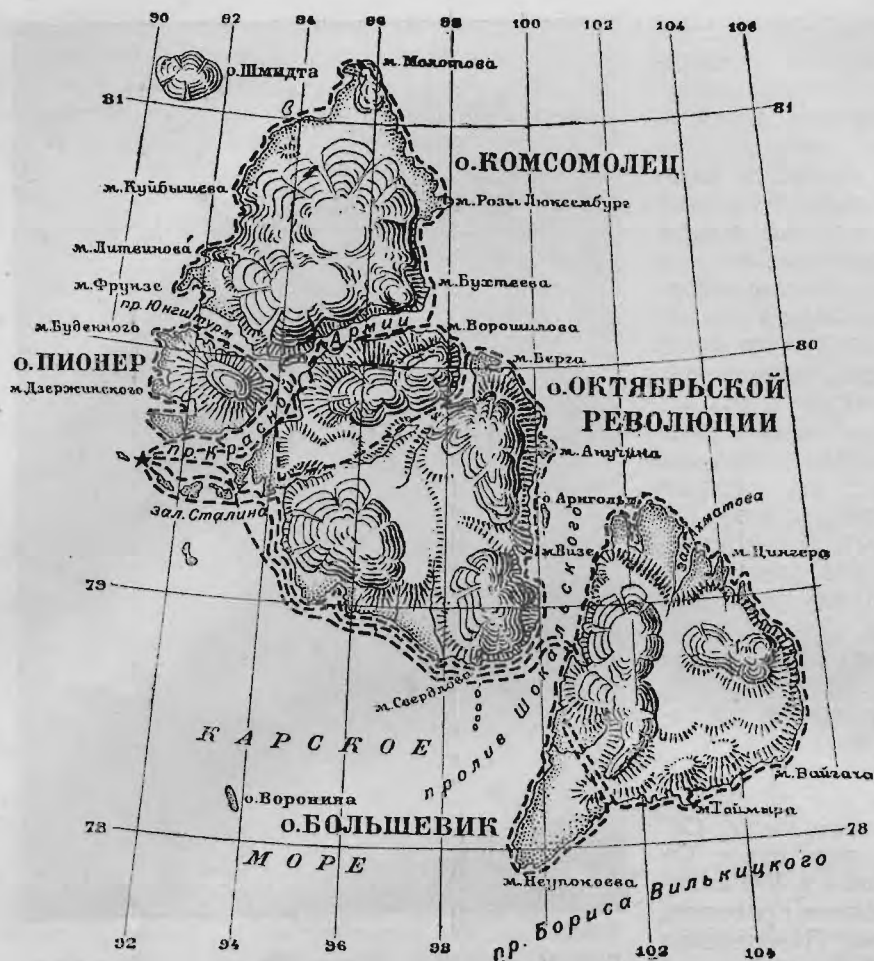 90 92 94 96 98 100 102 104 106
о.Шмидта
м.Молотова
81
81
о.КОМСОМОЛЕЦ
м.Куйбышева
м.Розы Люксембург
м.Литвинова
м.Фрунзе
м.Бухтеева
пр. Юнгштурм
м.Буденного
пр. Красной Армии
м.Ворошилова
80
о.ПИОНЕР
м.Берга
м.Дзержинского
о.ОКТЯБРЬСКОЙ
РЕВОЛЮЦИИ
м.Анучина
зал.Сталина
о Арнгольд
зал.Ахматова
м.Визе
м.Цингера
79
м.Свердлова
пролив Шокальского
КАРСКОЕ
МОРЕ
о.Воронина
м.Вайгача
м.Таймыра
о.БОЛЬШЕВИК
78
78
м.Неупокоева
пр. Бориса Вилькицкого
92 94 96 98 102 104